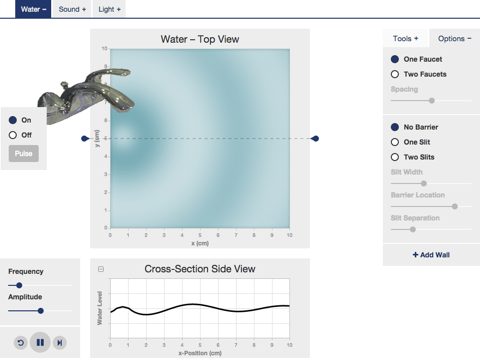 Water – Sound + Light +
Water – Top View
Tools + Options –
One Faucet
Two Faucets
Spacing
On
Off
Pulse
No Barrier
One Slit
Two Slits
Slit Width
Barrier Location
Slit Separation
+ Add Wall
y (cm)
10
9
8
7
6
5
4
3
2
1
0
0 1 2 3 4 5 6 7 8 9 10
x (cm)
Frequency
Amplitude
Cross-Section Side View
Water Level
0 1 2 3 4 5 6 7 8 9 10
x-Position (cm)